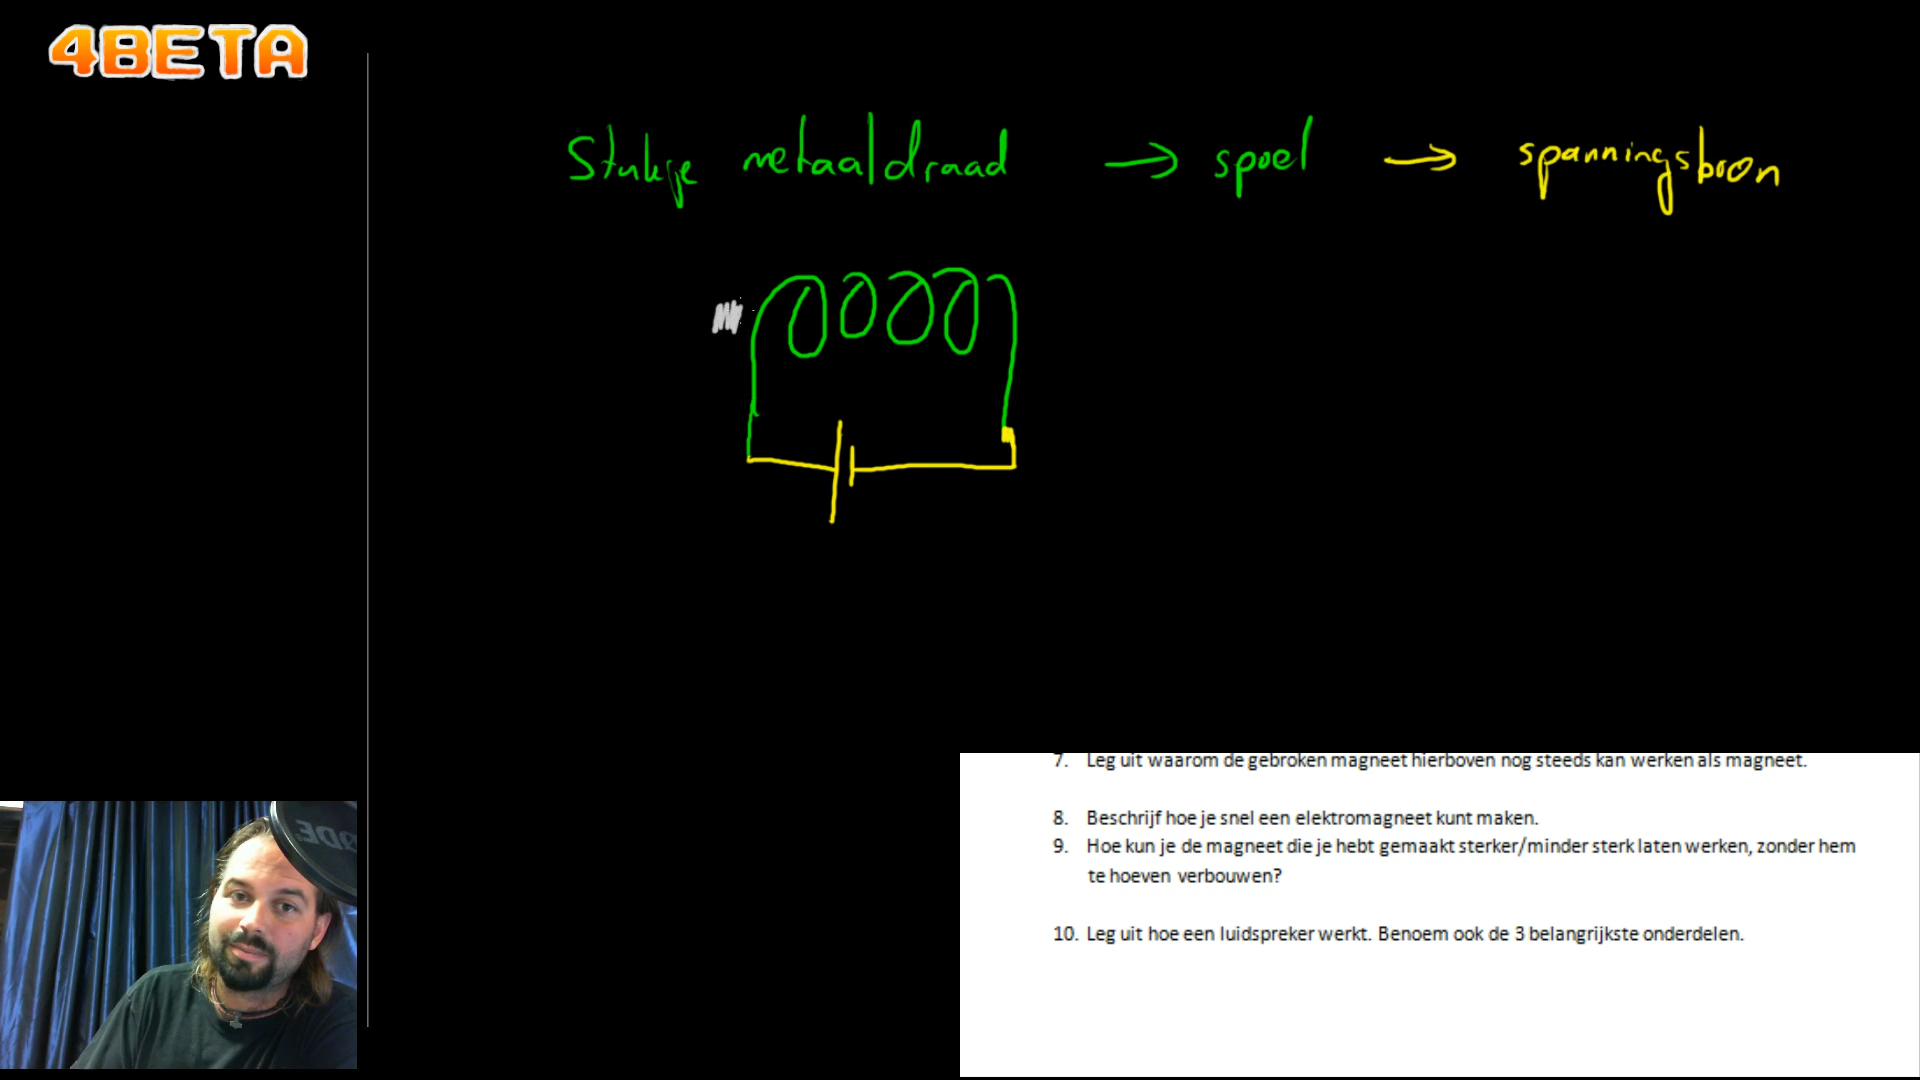 4BETA
Stukje metaaldraad → spoel → spanningsbron
7. Leg uit waarom de gebroken magneet hierboven nog steeds kan werken als magneet.
8. Beschrijf hoe je snel een elektromagneet kunt maken.
9. Hoe kun je de magneet die je hebt gemaakt sterker/minder sterk laten werken, zonder hem
te hoeven verbouwen?
10. Leg uit hoe een luidspreker werkt. Benoem ook de 3 belangrijkste onderdelen.